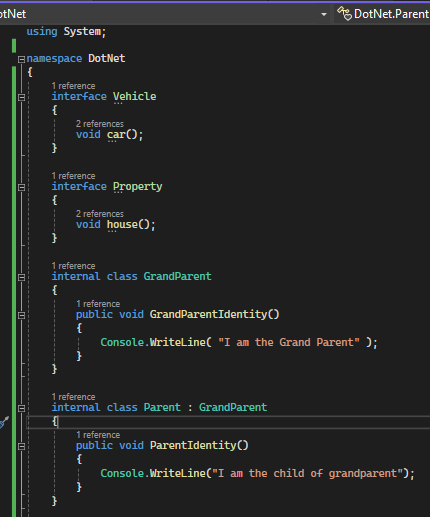 otNet DotNet.Parent
using System;
namespace DotNet
{
1 reference
interface Vehicle
{
2 references
void car();
}
1 reference
interface Property
{
2 references
void house();
}
1 reference
internal class GrandParent
{
1 reference
public void GrandParentIdentity()
{
Console.WriteLine( "I am the Grand Parent" );
}
}
1 reference
internal class Parent : GrandParent
{
1 reference
public void ParentIdentity()
{
Console.WriteLine("I am the child of grandparent");
}
}